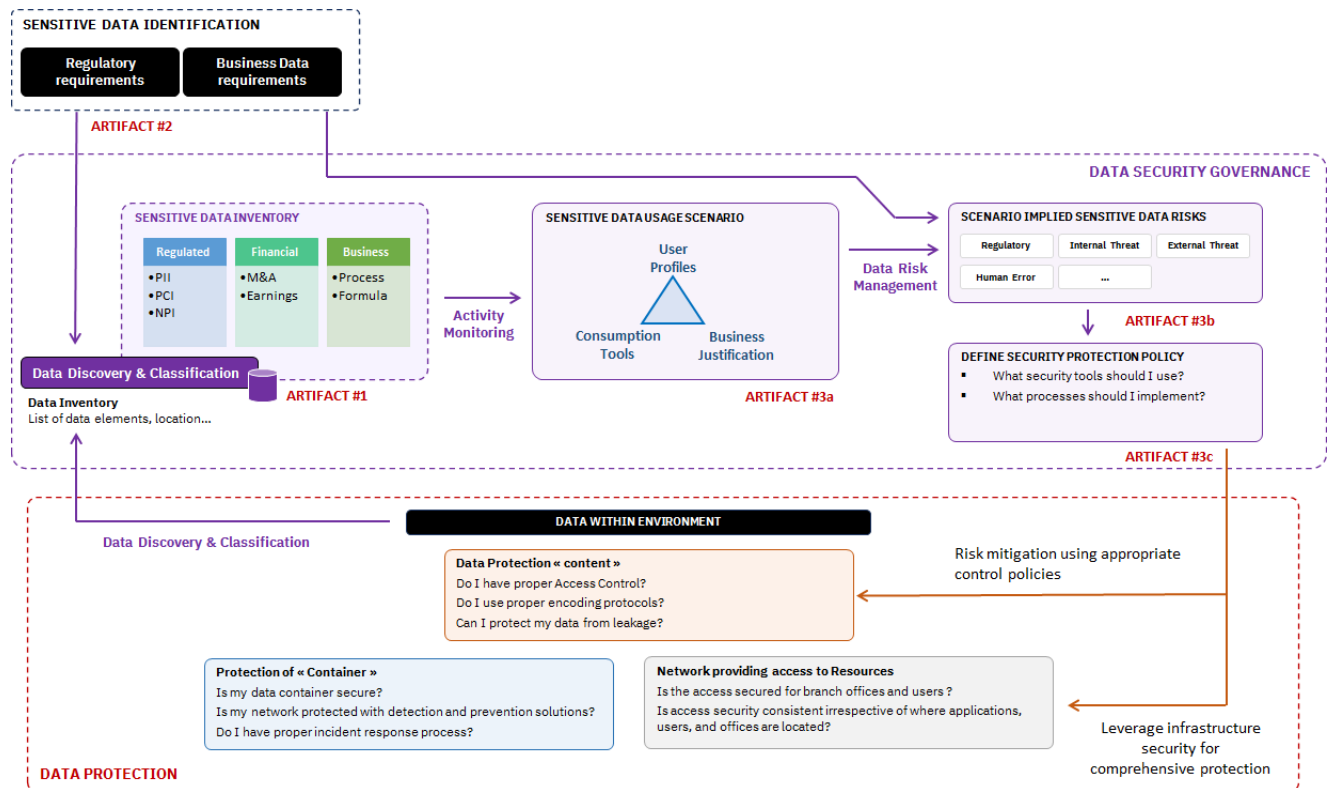 SENSITIVE DATA IDENTIFICATION
Regulatory
requirements
Business Data
requirements
ARTIFACT #2
DATA SECURITY GOVERNANCE
SENSITIVE DATA INVENTORY
Regulated
•PII
•PCI
•NPI
Financial
•M&A
•Earnings
Business
•Process
•Formula
Data Discovery & Classification
ARTIFACT #1
Data Inventory
List of data elements, location...
Activity
Monitoring
SENSITIVE DATA USAGE SCENARIO
User
Profiles
Consumption
Tools
Business
Justification
ARTIFACT #3a
Data Risk
Management
SCENARIO IMPLIED SENSITIVE DATA RISKS
Regulatory
Internal Threat
External Threat
Human Error
...
ARTIFACT #3b
DEFINE SECURITY PROTECTION POLICY
▪ What security tools should I use?
▪ What processes should I implement?
ARTIFACT #3c
DATA WITHIN ENVIRONMENT
Data Discovery & Classification
Data Protection « content »
Do I have proper Access Control?
Do I use proper encoding protocols?
Can I protect my data from leakage?
Risk mitigation using appropriate
control policies
Protection of « Container »
Is my data container secure?
Is my network protected with detection and prevention solutions?
Do I have proper incident response process?
Network providing access to Resources
Is the access secured for branch offices and users ?
Is access security consistent irrespective of where applications,
users, and offices are located?
Leverage infrastructure
security for
comprehensive protection
DATA PROTECTION